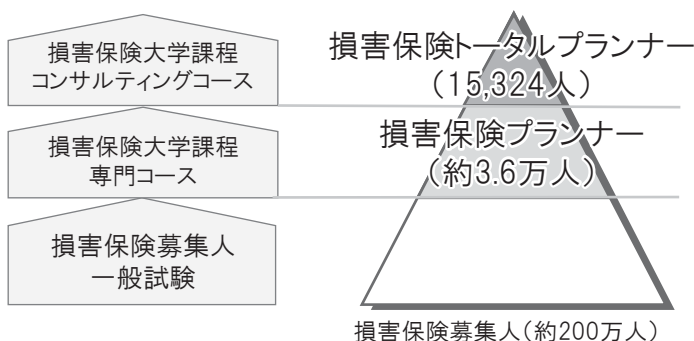 損害保険大学課程
コンサルティングコース
損害保険トータルプランナー
(15,324人)
損害保険大学課程
専門コース
損害保険プランナー
(約3.6万人)
損害保険募集人
一般試験
損害保険募集人(約200万人)